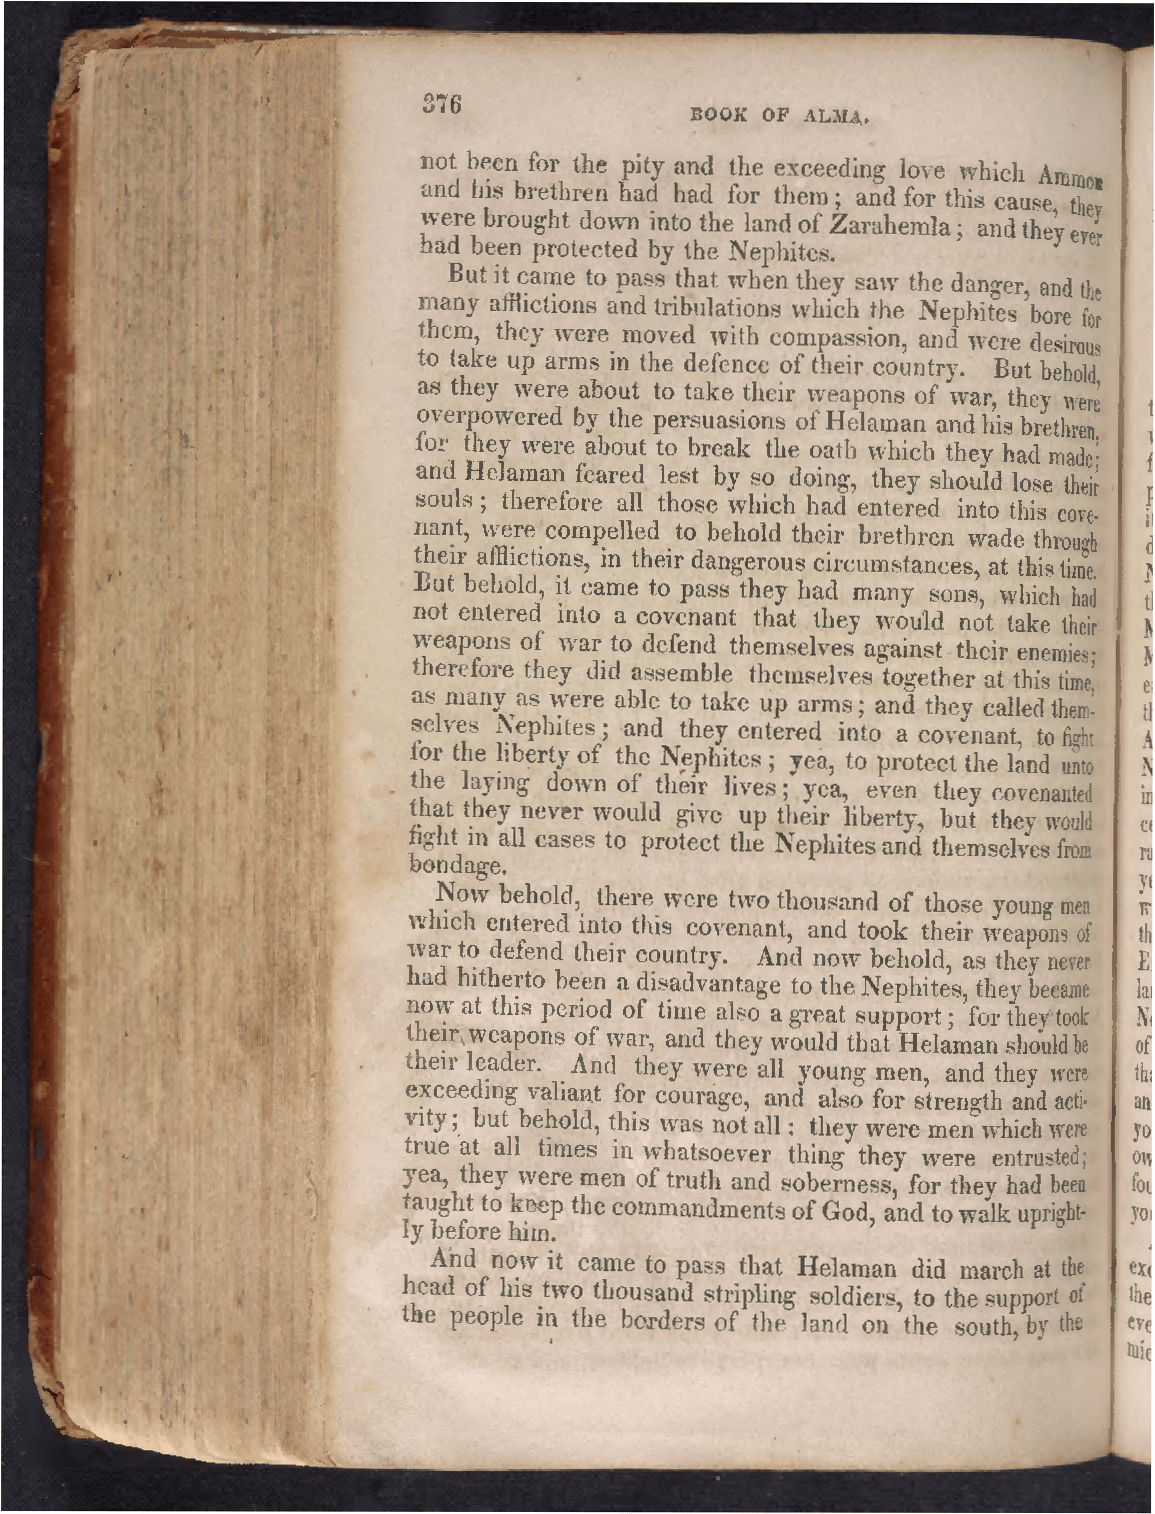 376
BOOK OF ALMA.
not been for the pity and the exceeding love which Ammon
and his brethren had had for them; and for this cause, they
were brought down into the land of Zarahemla; and they ever
had been protected by the Nephites.
But it came to pass that when they saw the danger, and the
many afflictions and tribulations which the Nephites bore for
them, they were moved with compassion, and were desirous
to take up arms in the defence of their country. But behold,
as they were about to take their weapons of war, they were
overpowered by the persuasions of Helaman and his brethren,
for they were about to break the oath which they had made;
and Helaman feared lest by so doing, they should lose their
souls; therefore all those which had entered into this cove-
nant, were compelled to behold their brethren wade through
their afflictions, in their dangerous circumstances, at this time.
But behold, it came to pass they had many sons, which had
not entered into a covenant that they would not take their
weapons of war to defend themselves against their enemies;
therefore they did assemble themselves together at this time,
as many as were able to take up arms; and they called them-
selves Nephites; and they entered into a covenant, to fight
for the liberty of the Nephites; yea, to protect the land unto
the laying down of their lives; yea, even they covenanted
that they never would give up their liberty, but they would
fight in all cases to protect the Nephites and themselves from
bondage.
Now behold, there were two thousand of those young men
which entered into this covenant, and took their weapons of
war to defend their country. And now behold, as they never
had hitherto been a disadvantage to the Nephites, they became
now at this period of time also a great support; for they took
their weapons of war, and they would that Helaman should be
their leader. And they were all young men, and they were
exceeding valiant for courage, and also for strength and acti-
vity; but behold, this was not all: they were men which were
true at all times in whatsoever thing they were entrusted;
yea, they were men of truth and soberness, for they had been
taught to keep the commandments of God, and to walk upright-
ly before him.
And now it came to pass that Helaman did march at the
head of his two thousand stripling soldiers, to the support of
the people in the borders of the land on the south, by the